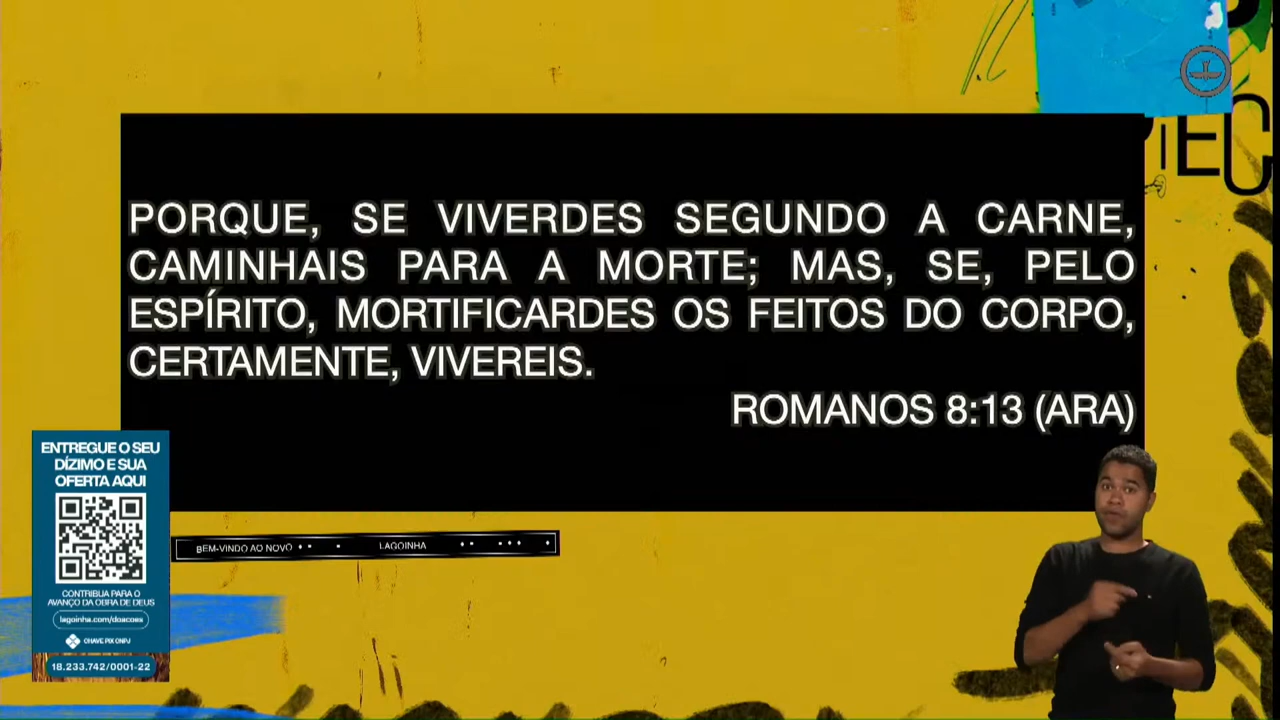 PORQUE, SE VIVERDES SEGUNDO A CARNE,
CAMINHAIS PARA A MORTE; MAS, SE, PELO
ESPÍRITO, MORTIFICARDES OS FEITOS DO CORPO,
CERTAMENTE, VIVEREIS.
ROMANOS 8:13 (ARA)
ENTREGUE O SEU
DÍZIMO E SUA
OFERTA AQUI
CONTRIBUA PARA O
AVANÇO DA OBRA DE DEUS
lagoinha.com/doacoes
CHAVE PIX CNPJ
18.233.742/0001-22
BEM-VINDO AO NOVO
LAGOINHA